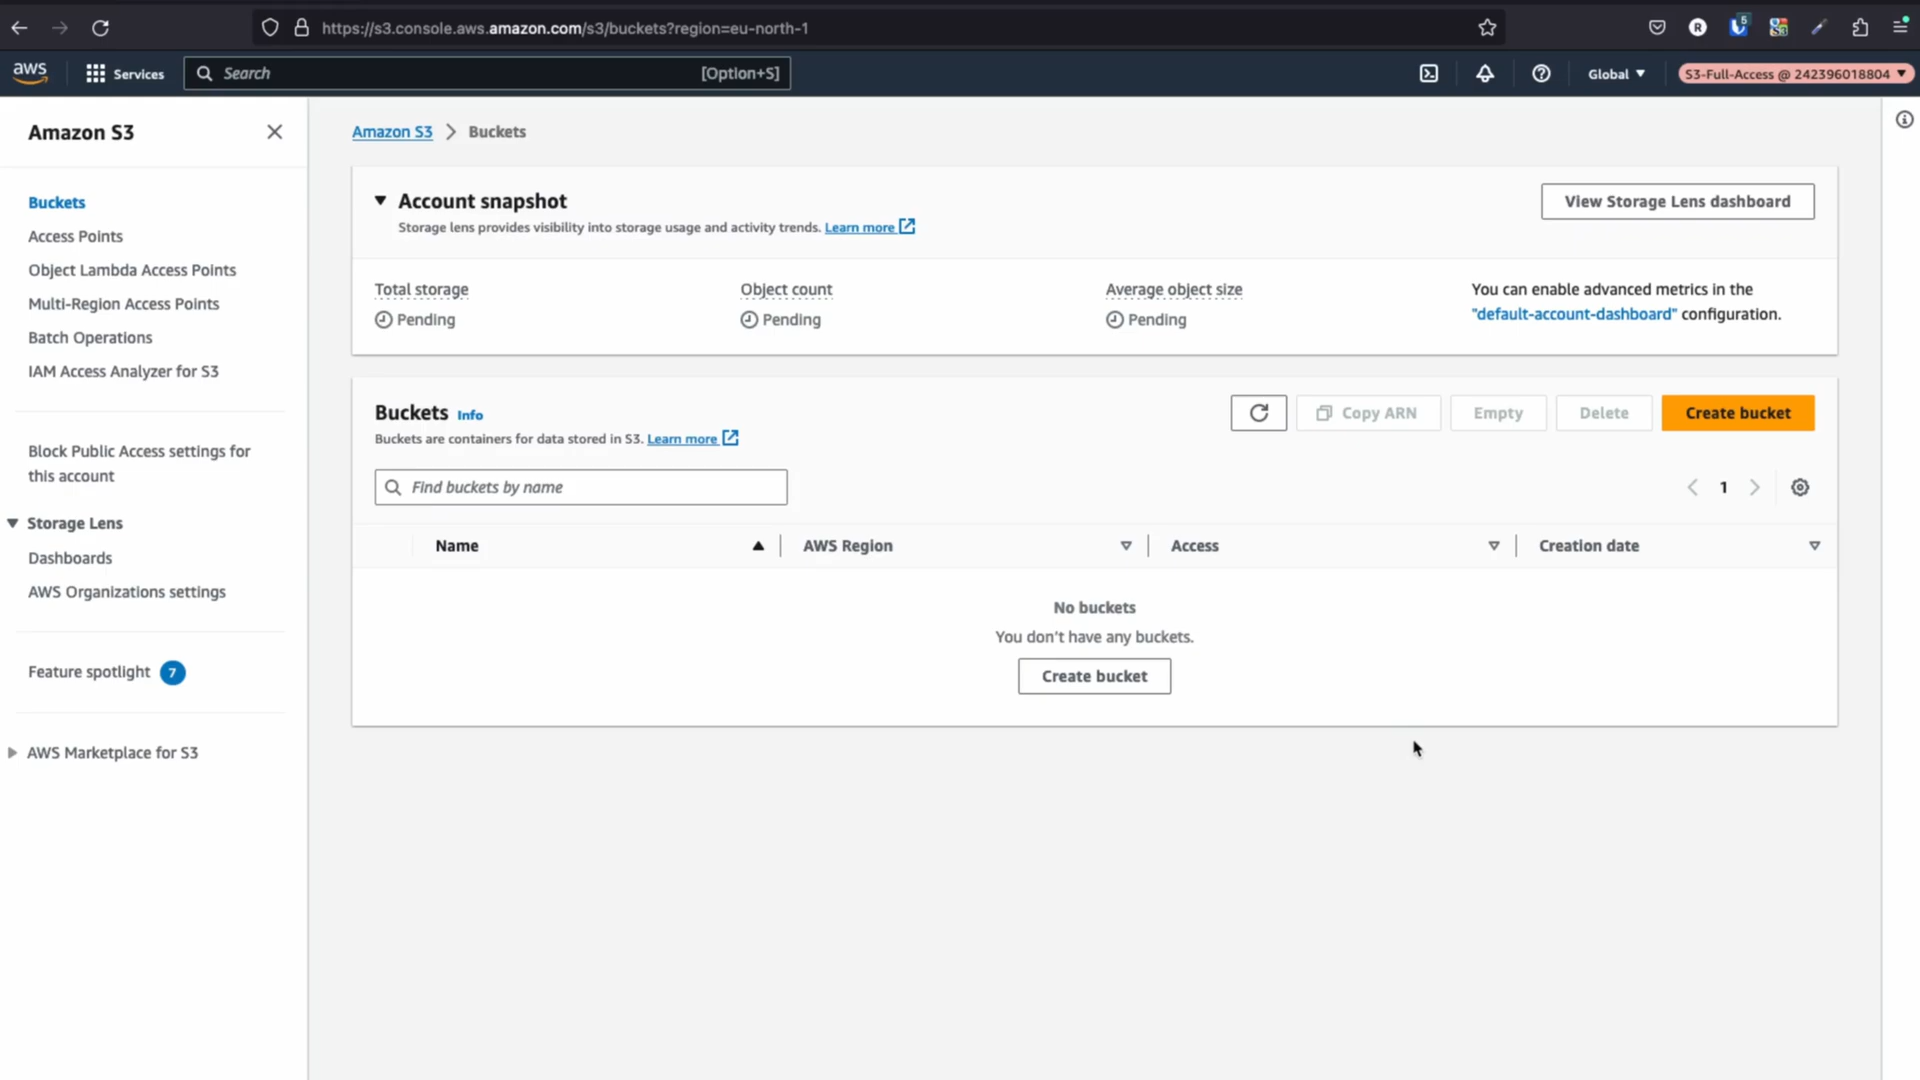 https://s3.console.aws.amazon.com/s3/buckets?region=eu-north-1
5
R
aws
Services
Search
[Option+S]
Global
S3-Full-Access @ 242396018804
Amazon S3
Buckets
Access Points
Object Lambda Access Points
Multi-Region Access Points
Batch Operations
IAM Access Analyzer for S3
Block Public Access settings for
this account
Storage Lens
Dashboards
AWS Organizations settings
Feature spotlight 7
AWS Marketplace for S3
Amazon S3 > Buckets
Account snapshot
Storage lens provides visibility into storage usage and activity trends. Learn more
View Storage Lens dashboard
Total storage
Pending
Object count
Pending
Average object size
Pending
You can enable advanced metrics in the
"default-account-dashboard" configuration.
Buckets Info
Buckets are containers for data stored in S3. Learn more
Copy ARN
Empty
Delete
Create bucket
Find buckets by name
1
Name
AWS Region
Access
Creation date
No buckets
You don't have any buckets.
Create bucket